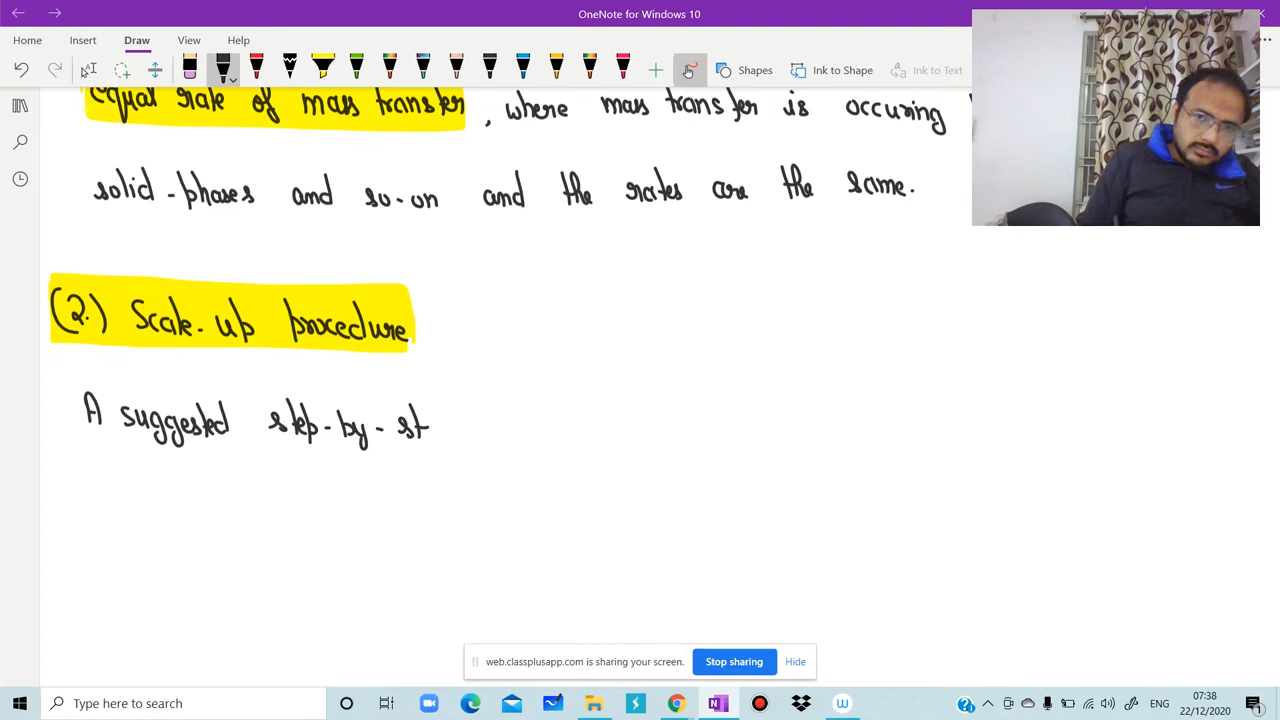 OneNote for Windows 10
Home Insert Draw View Help
Shapes Ink to Shape Ink to Text
equal rate of mass transfer, where mass transfer is occuring
solid-phases and so-on and the rates are the same.
(2.) Scale-up procedure
A suggested step-by-st
web.classplusapp.com is sharing your screen. Stop sharing Hide
Type here to search
ENG
07:38
22/12/2020
1